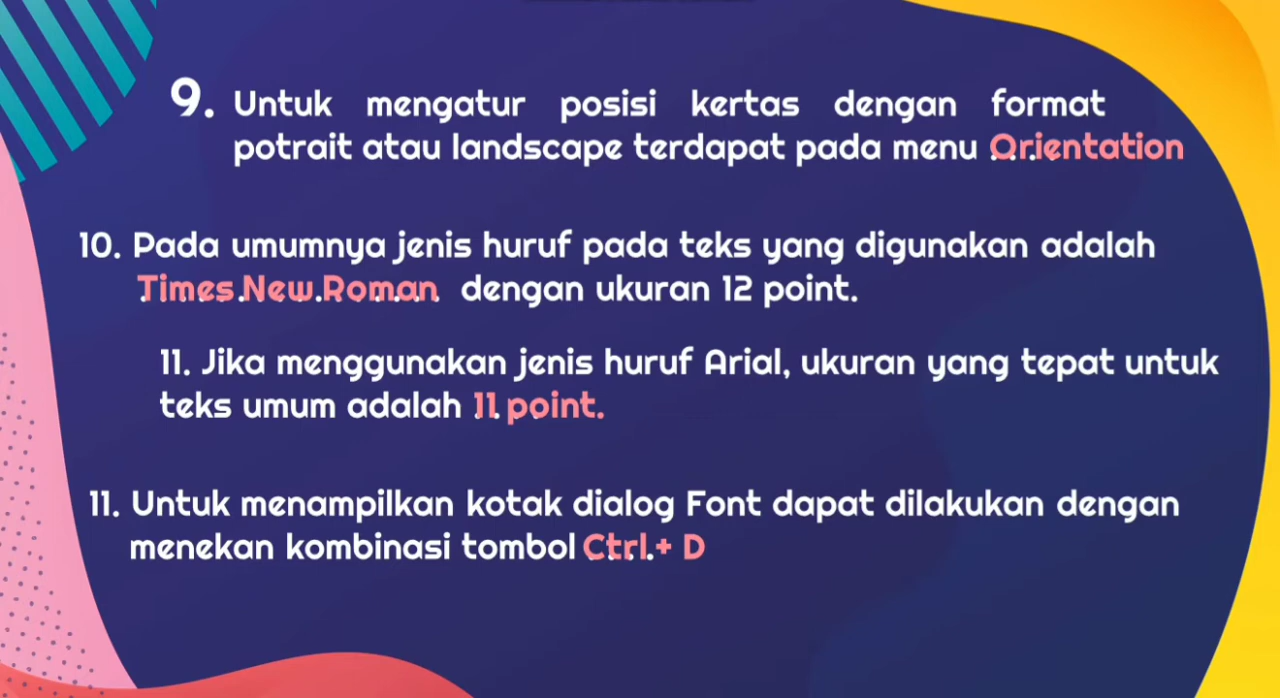 9. Untuk mengatur posisi kertas dengan format
potrait atau landscape terdapat pada menu Orientation
10. Pada umumnya jenis huruf pada teks yang digunakan adalah
Times New Roman dengan ukuran 12 point.
11. Jika menggunakan jenis huruf Arial, ukuran yang tepat untuk
teks umum adalah 11 point.
11. Untuk menampilkan kotak dialog Font dapat dilakukan dengan
menekan kombinasi tombol Ctrl + D